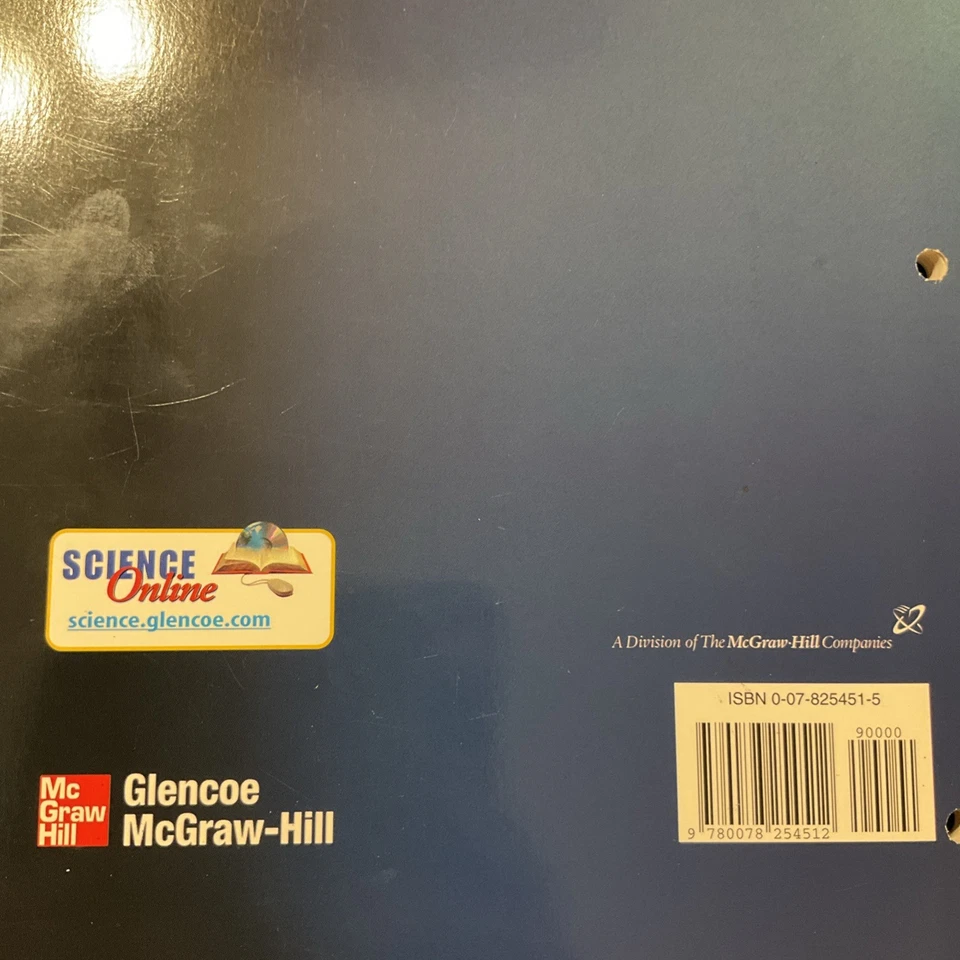 SCIENCE
Online
science.glencoe.com
A Division of The McGraw·Hill Companies
ISBN 0-07-825451-5
90000
9 780078 254512
Mc
Graw
Hill
Glencoe
McGraw-Hill